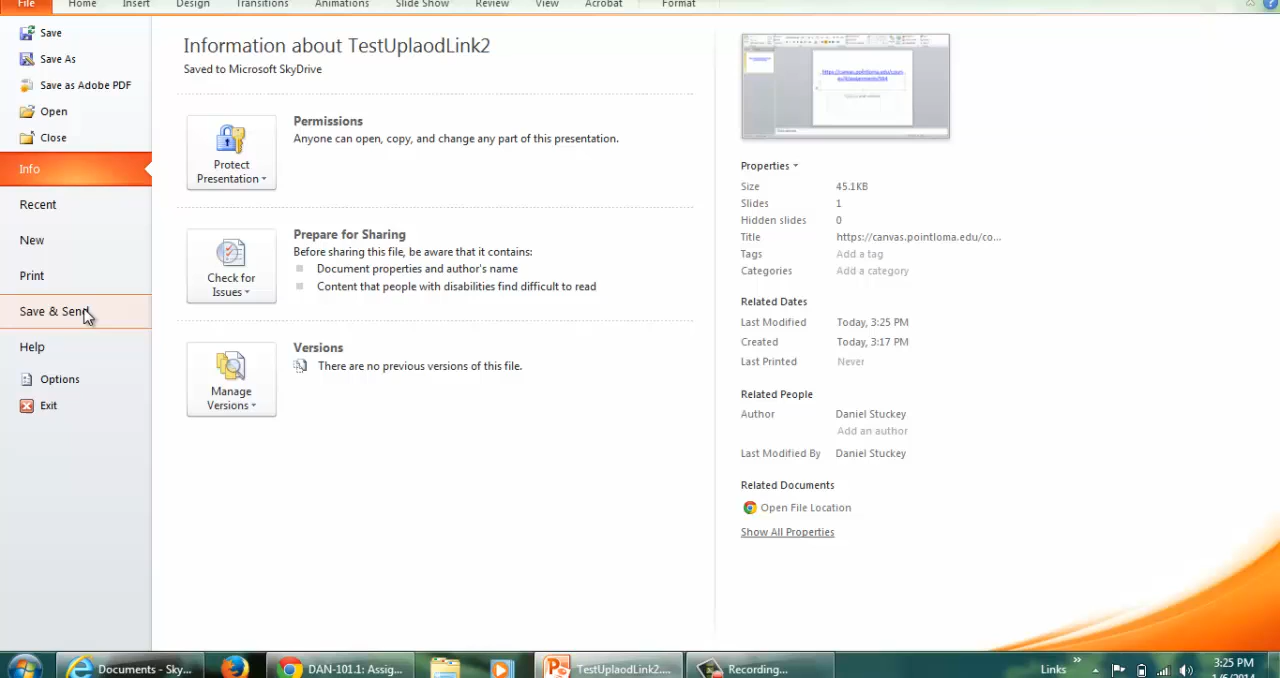 File Home Insert Design Transitions Animations Slide Show Review View Acrobat Format
Save
Save As
Save as Adobe PDF
Open
Close
Info
Recent
New
Print
Save & Send
Help
Options
Exit
Information about TestUplaodLink2
Saved to Microsoft SkyDrive
Protect
Presentation
Permissions
Anyone can open, copy, and change any part of this presentation.
Check for
Issues
Prepare for Sharing
Before sharing this file, be aware that it contains:
Document properties and author's name
Content that people with disabilities find difficult to read
Manage
Versions
Versions
There are no previous versions of this file.
Properties
Size 45.1KB
Slides 1
Hidden slides 0
Title https://canvas.pointloma.edu/co...
Tags Add a tag
Categories Add a category
Related Dates
Last Modified Today, 3:25 PM
Created Today, 3:17 PM
Last Printed Never
Related People
Author Daniel Stuckey
Add an author
Last Modified By Daniel Stuckey
Related Documents
Open File Location
Show All Properties
Documents - Sky... DAN-101.1: Assig... TestUplaodLink2.... Recording... Links 3:25 PM
1/6/2014